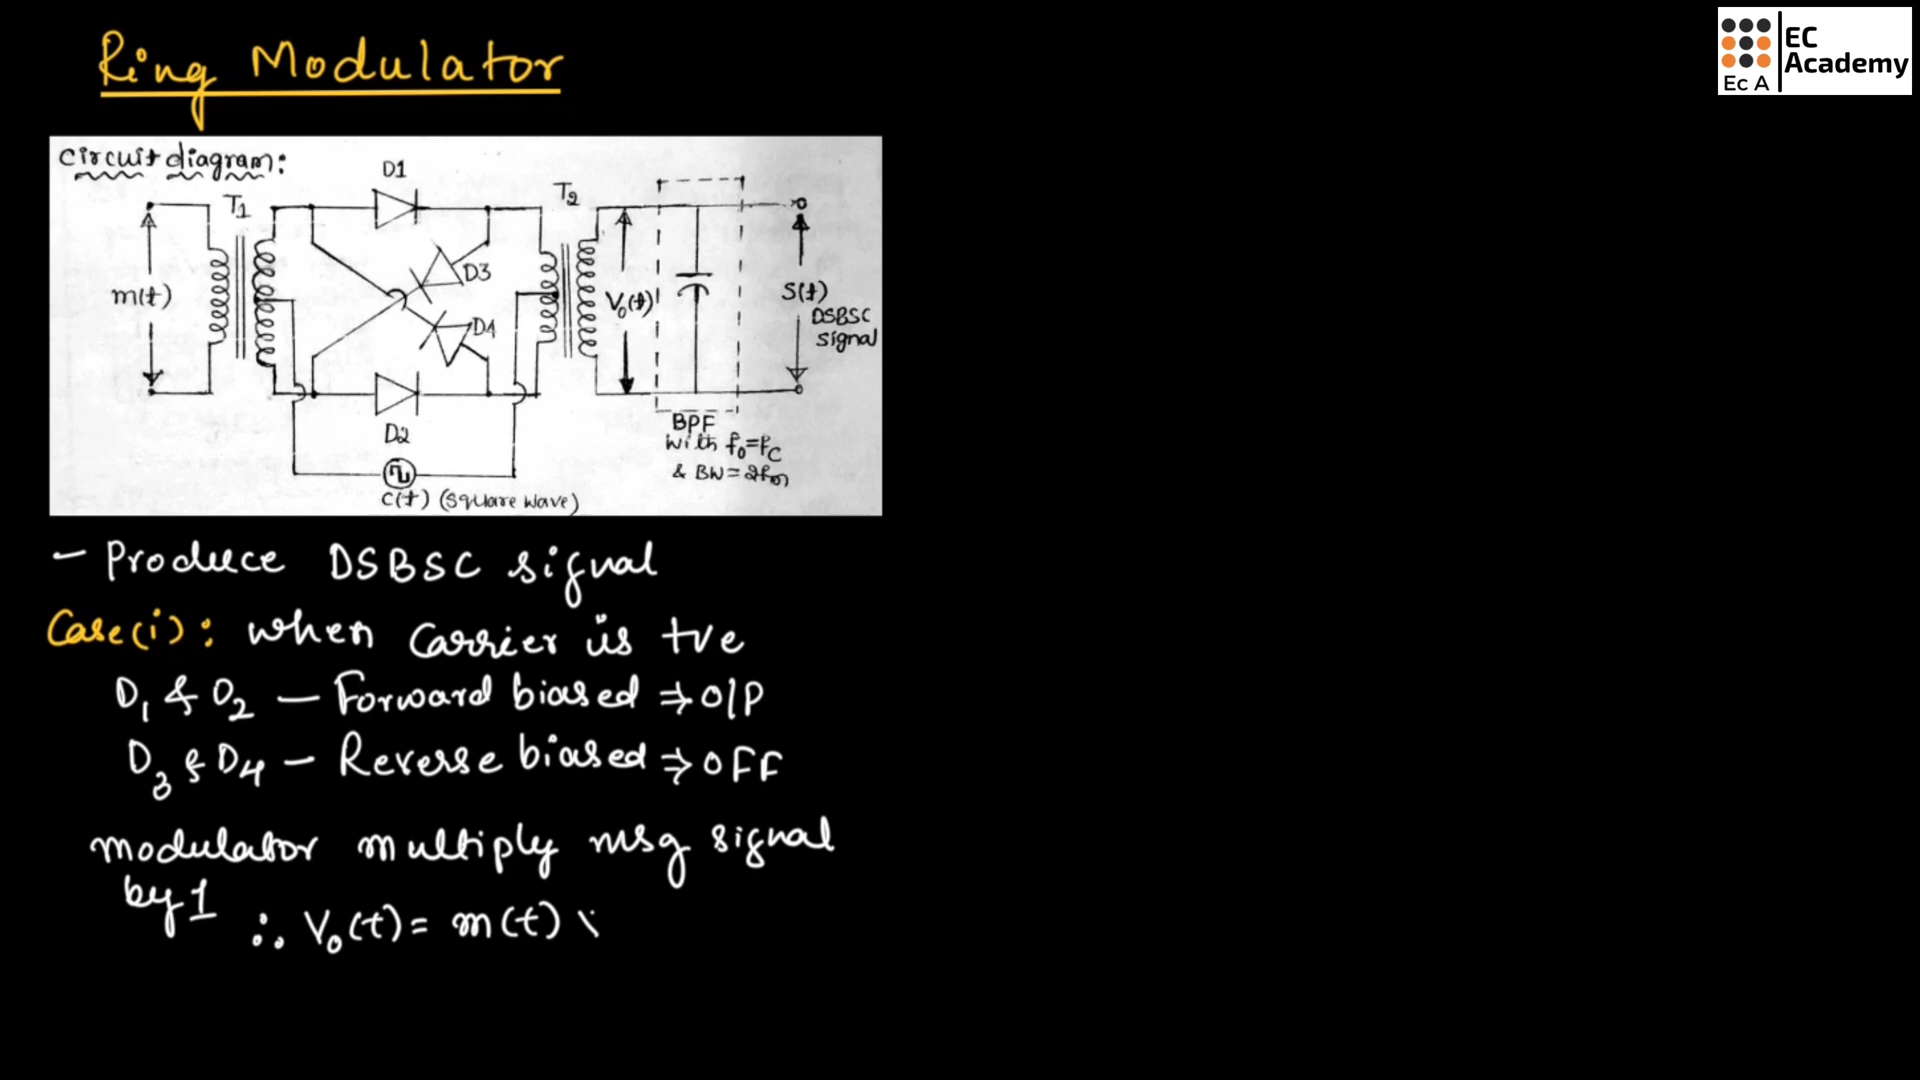 Ring Modulator
EC
Academy
Ec A
Circuit diagram:
D1
T1
T2
D3
m(t)
V₀(t)
S(t)
DSBSC
signal
D4
D2
BPF
With f₀=fc
& BW=2fm
C(t) (Square Wave)
- Produce DSBSC signal
Case(i): When Carrier is +ve
D₁ & D₂ — Forward biased ⇒ O/P
D₃ & D₄ — Reverse biased ⇒ OFF
modulator multiply msg signal
by 1
∴ V₀(t) = m(t) \